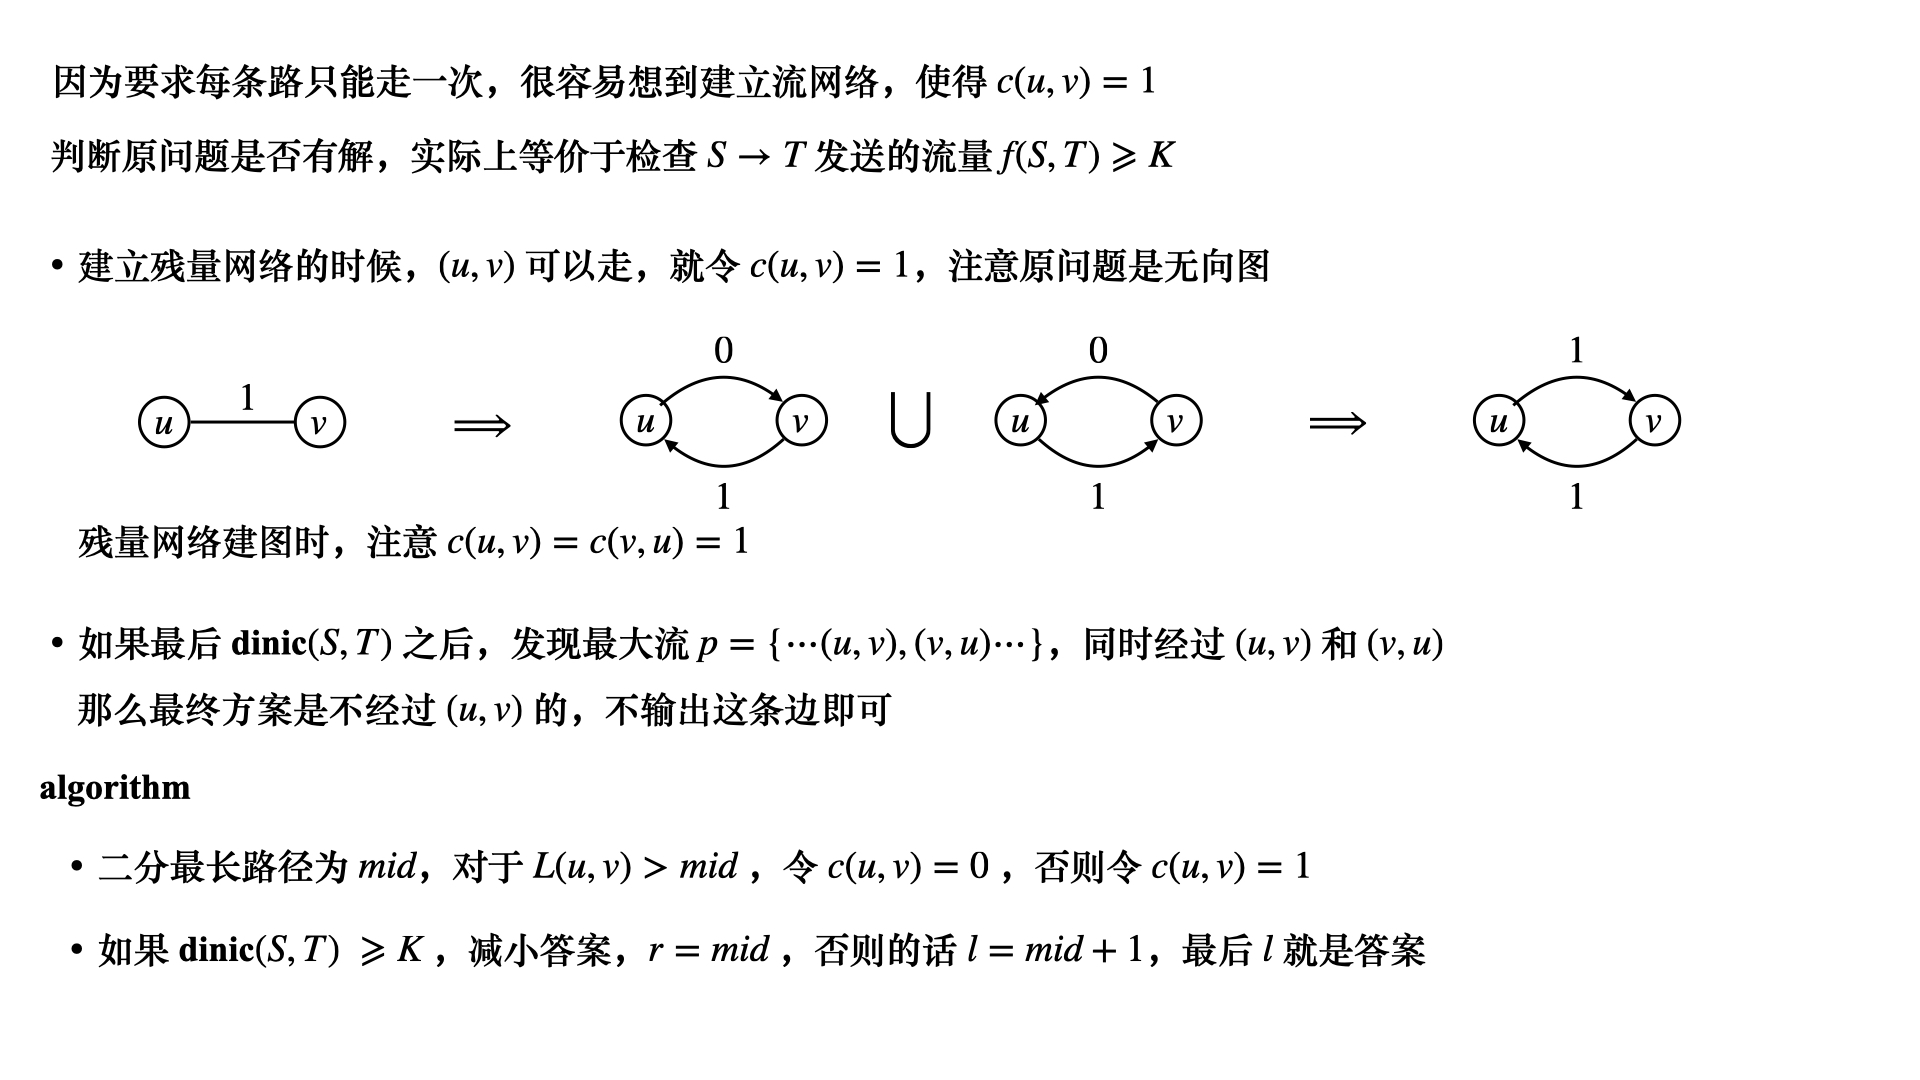 因为要求每条路只能走一次，很容易想到建立流网络，使得 c(u, v) = 1
判断原问题是否有解，实际上等价于检查 S → T 发送的流量 f(S, T) ⩾ K
• 建立残量网络的时候，(u, v) 可以走，就令 c(u, v) = 1，注意原问题是无向图
0 0 1
u 1 v ⟹ u v ⋃ u v ⟹ u v
1 1 1
残量网络建图时，注意 c(u, v) = c(v, u) = 1
• 如果最后 dinic(S, T) 之后，发现最大流 p = {⋯(u, v), (v, u)⋯}，同时经过 (u, v) 和 (v, u)
那么最终方案是不经过 (u, v) 的，不输出这条边即可
algorithm
• 二分最长路径为 mid，对于 L(u, v) > mid ，令 c(u, v) = 0 ，否则令 c(u, v) = 1
• 如果 dinic(S, T) ⩾ K ，减小答案，r = mid ，否则的话 l = mid + 1，最后 l 就是答案